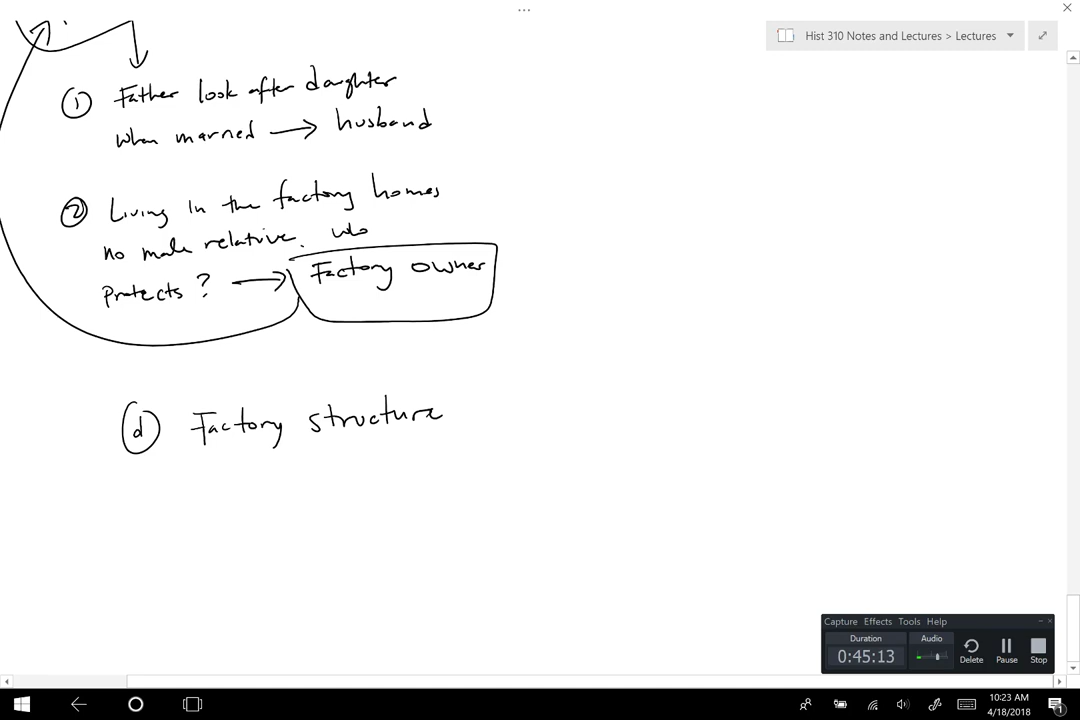 Hist 310 Notes and Lectures > Lectures
① Father look after daughter
when married → husband
② Living in the factory homes
no male relative. who
protects? → Factory owner
ⓓ Factory structure
Capture Effects Tools Help
Duration Audio
0:45:13 Delete Pause Stop
10:23 AM
4/18/2018
1